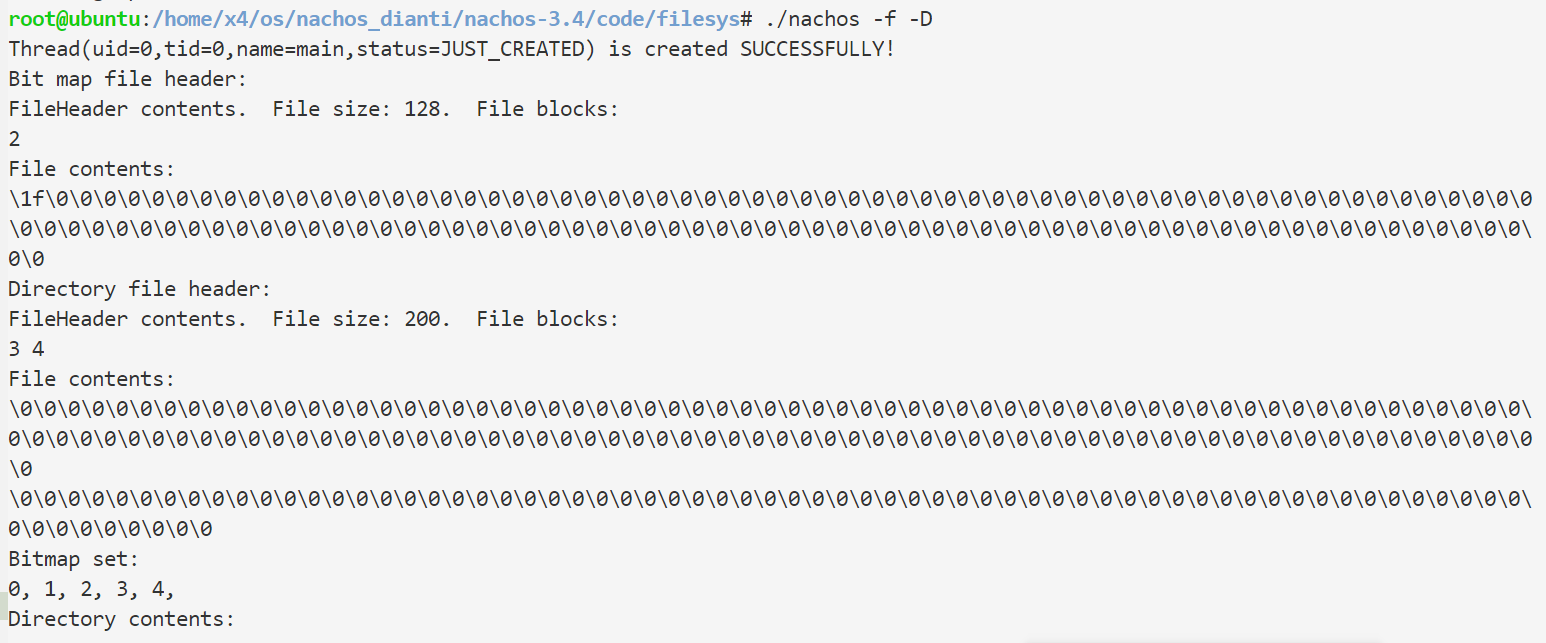 root@ubuntu:/home/x4/os/nachos_dianti/nachos-3.4/code/filesys# ./nachos -f -D
Thread(uid=0,tid=0,name=main,status=JUST_CREATED) is created SUCCESSFULLY!
Bit map file header:
FileHeader contents.  File size: 128.  File blocks:
2
File contents:
\1f\0\0\0\0\0\0\0\0\0\0\0\0\0\0\0\0\0\0\0\0\0\0\0\0\0\0\0\0\0\0\0\0\0\0\0\0\0\0\0\0\0\0\0\0\0\0\0\0\0\0\0\0\0\0\0\0\0\0\0\0\0\0
\0\0\0\0\0\0\0\0\0\0\0\0\0\0\0\0\0\0\0\0\0\0\0\0\0\0\0\0\0\0\0\0\0\0\0\0\0\0\0\0\0\0\0\0\0\0\0\0\0\0\0\0\0\0\0\0\0\0\0\0\0\0\0\
0\0
Directory file header:
FileHeader contents.  File size: 200.  File blocks:
3 4
File contents:
\0\0\0\0\0\0\0\0\0\0\0\0\0\0\0\0\0\0\0\0\0\0\0\0\0\0\0\0\0\0\0\0\0\0\0\0\0\0\0\0\0\0\0\0\0\0\0\0\0\0\0\0\0\0\0\0\0\0\0\0\0\0\0\
0\0\0\0\0\0\0\0\0\0\0\0\0\0\0\0\0\0\0\0\0\0\0\0\0\0\0\0\0\0\0\0\0\0\0\0\0\0\0\0\0\0\0\0\0\0\0\0\0\0\0\0\0\0\0\0\0\0\0\0\0\0\0\0
\0
\0\0\0\0\0\0\0\0\0\0\0\0\0\0\0\0\0\0\0\0\0\0\0\0\0\0\0\0\0\0\0\0\0\0\0\0\0\0\0\0\0\0\0\0\0\0\0\0\0\0\0\0\0\0\0\0\0\0\0\0\0\0\0\
0\0\0\0\0\0\0\0\0
Bitmap set:
0, 1, 2, 3, 4,
Directory contents: